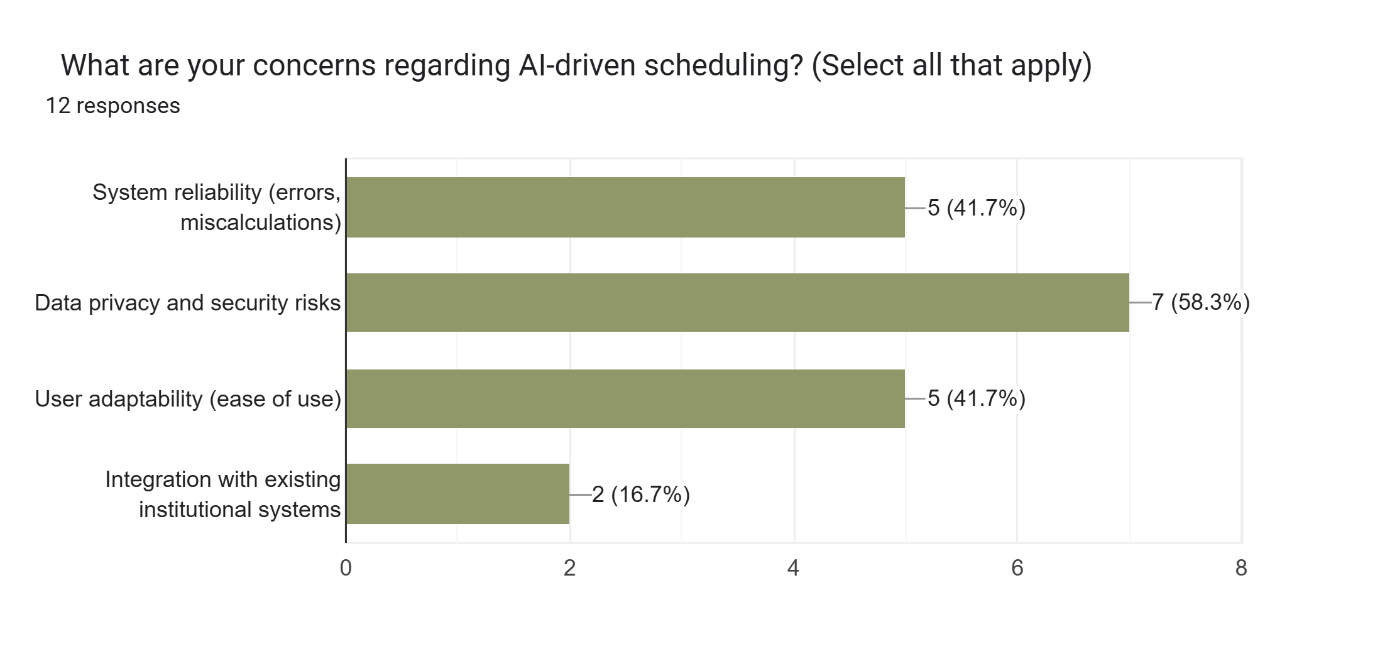 What are your concerns regarding AI-driven scheduling? (Select all that apply)
12 responses
System reliability (errors,
miscalculations)
5 (41.7%)
Data privacy and security risks
7 (58.3%)
User adaptability (ease of use)
5 (41.7%)
Integration with existing
institutional systems
2 (16.7%)
0 2 4 6 8